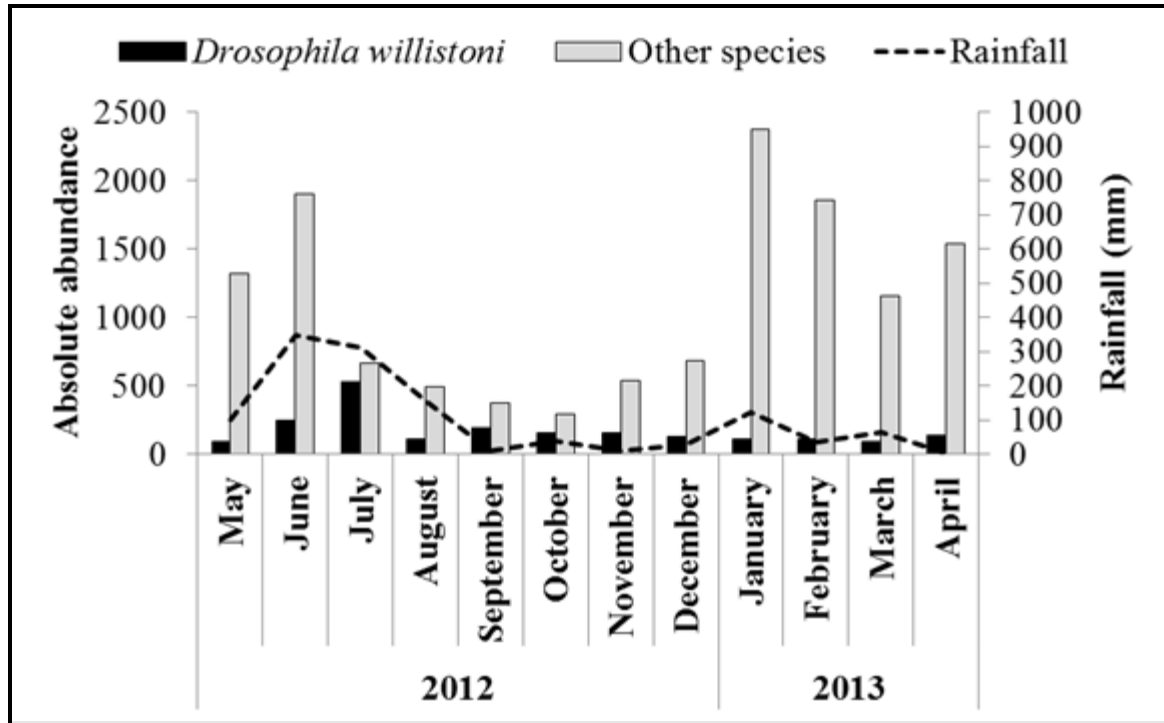 Drosophila willistoni Other species Rainfall
Absolute abundance
2500
2000
1500
1000
500
0
1000
900
800
700
600
500
400
300
200
100
0
Rainfall (mm)
May
June
July
August
September
October
November
December
January
February
March
April
2012
2013